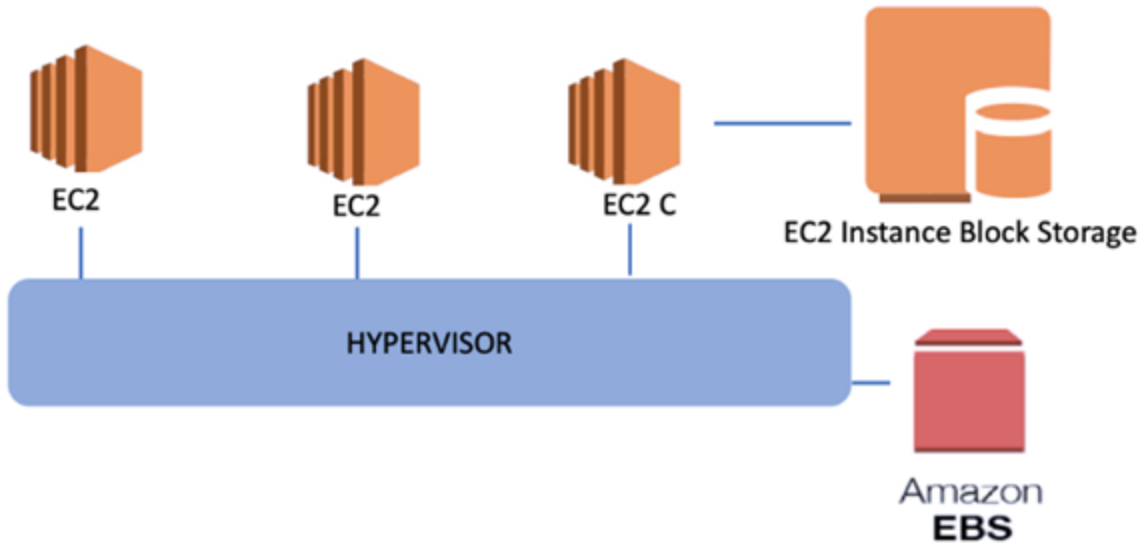 EC2
EC2
EC2 C
EC2 Instance Block Storage
HYPERVISOR
Amazon
EBS